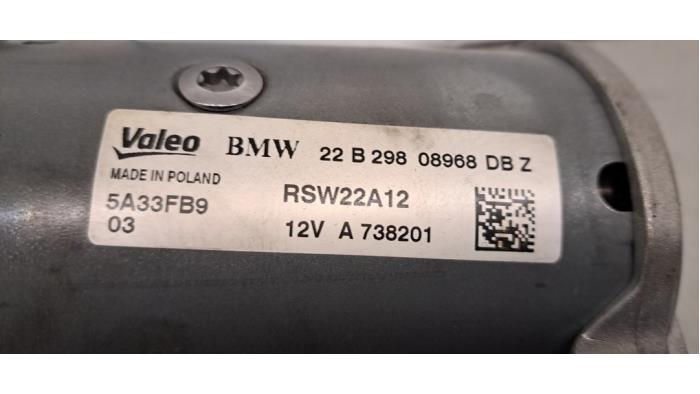 Valeo BMW 22 B 298 08968 DB Z
MADE IN POLAND
5A33FB9 RSW22A12
03 12V A 738201